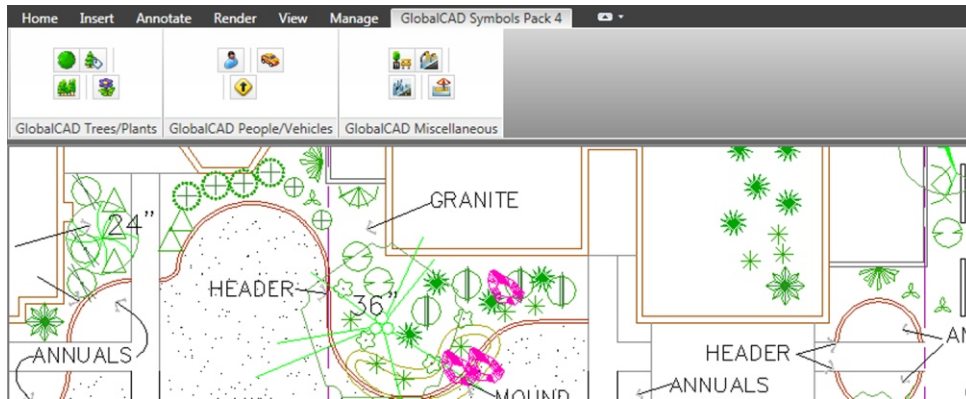 Home Insert Annotate Render View Manage GlobalCAD Symbols Pack 4
GlobalCAD Trees/Plants GlobalCAD People/Vehicles GlobalCAD Miscellaneous
GRANITE
24"
HEADER
36"
ANNUALS
HEADER
ANNUALS
MOUND